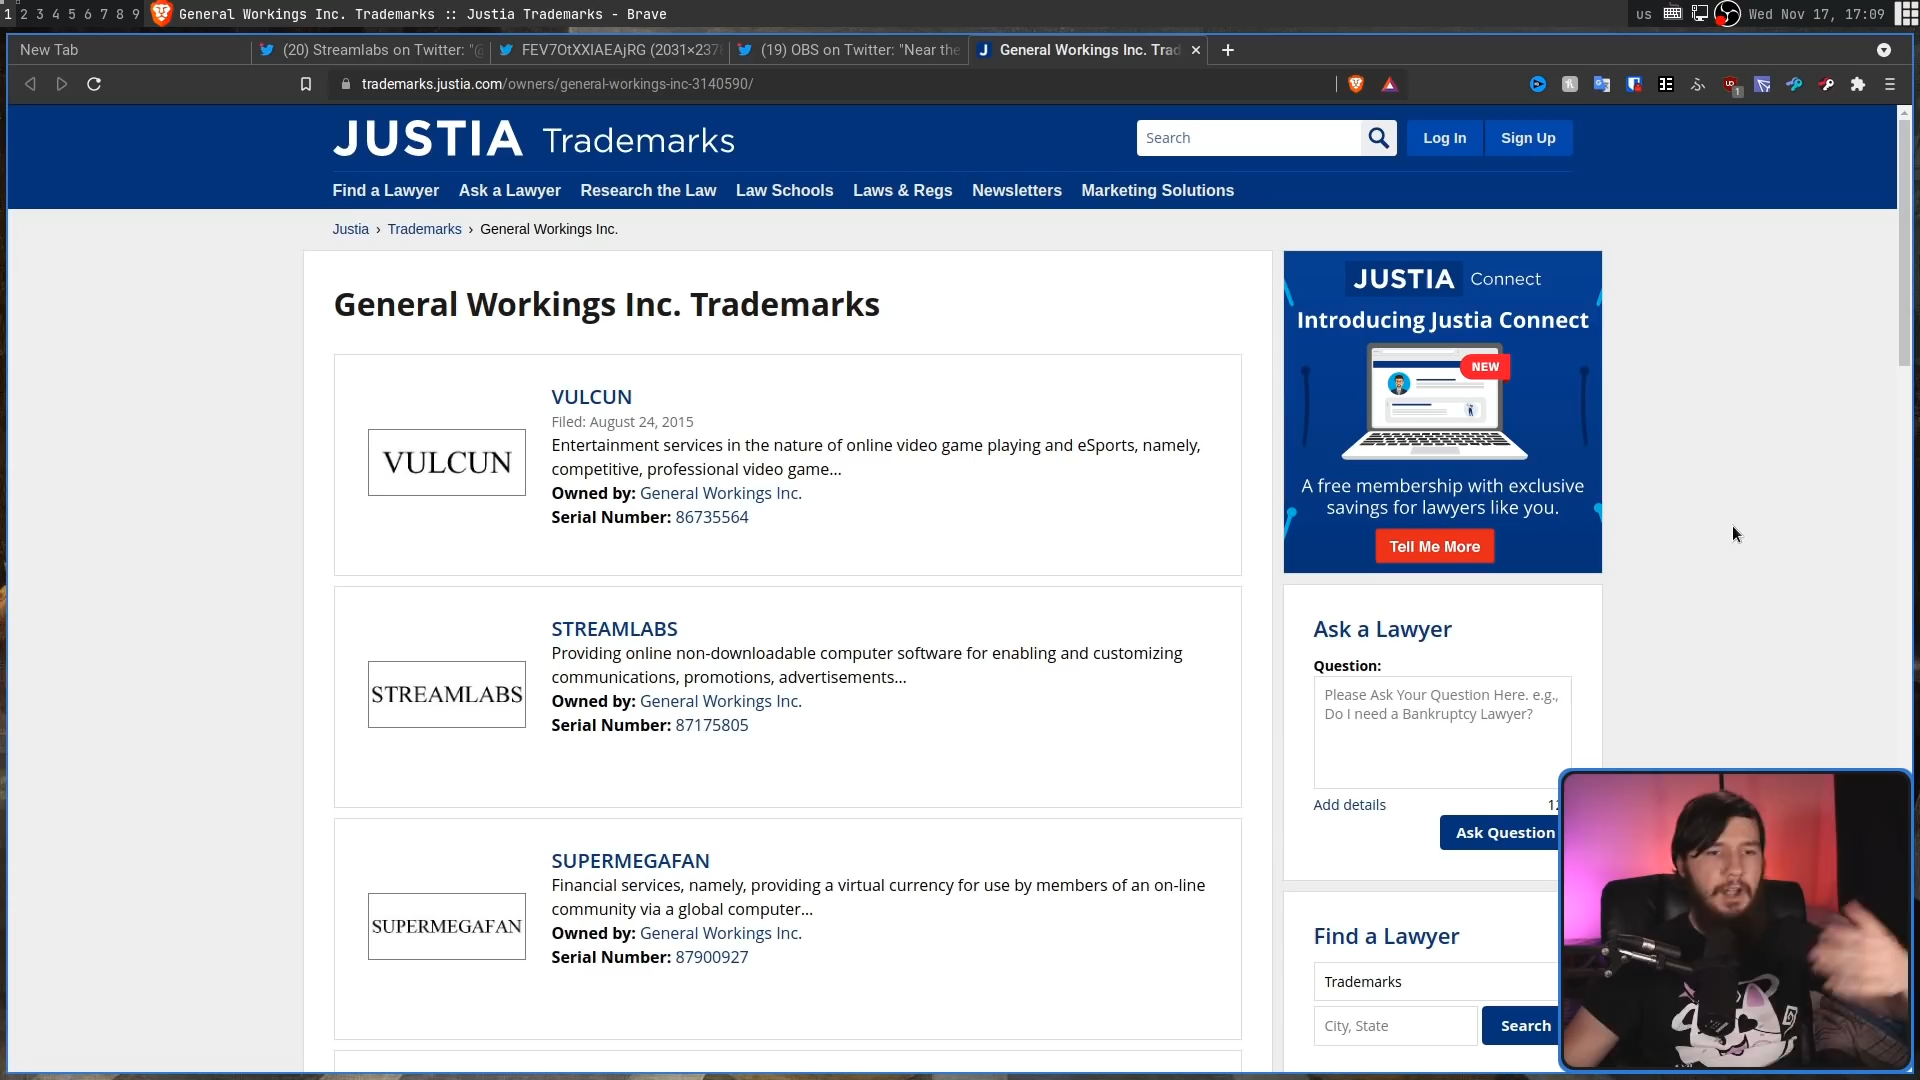 1 2 3 4 5 6 7 8 9 General Workings Inc. Trademarks :: Justia Trademarks - Brave
us Wed Nov 17, 17:09
New Tab
(20) Streamlabs on Twitter: "@
FEV7OtXXIAEAjRG (2031×237
(19) OBS on Twitter: "Near the
General Workings Inc. Trad
trademarks.justia.com/owners/general-workings-inc-3140590/
JUSTIA Trademarks
Search
Log In
Sign Up
Find a Lawyer Ask a Lawyer Research the Law Law Schools Laws & Regs Newsletters Marketing Solutions
Justia › Trademarks › General Workings Inc.
General Workings Inc. Trademarks
VULCUN
VULCUN
Filed: August 24, 2015
Entertainment services in the nature of online video game playing and eSports, namely,
competitive, professional video game...
Owned by: General Workings Inc.
Serial Number: 86735564
STREAMLABS
STREAMLABS
Providing online non-downloadable computer software for enabling and customizing
communications, promotions, advertisements...
Owned by: General Workings Inc.
Serial Number: 87175805
SUPERMEGAFAN
SUPERMEGAFAN
Financial services, namely, providing a virtual currency for use by members of an on-line
community via a global computer...
Owned by: General Workings Inc.
Serial Number: 87900927
JUSTIA Connect
Introducing Justia Connect
NEW
A free membership with exclusive
savings for lawyers like you.
Tell Me More
Ask a Lawyer
Question:
Please Ask Your Question Here. e.g.,
Do I need a Bankruptcy Lawyer?
Add details
Ask Question
Find a Lawyer
Trademarks
City, State
Search